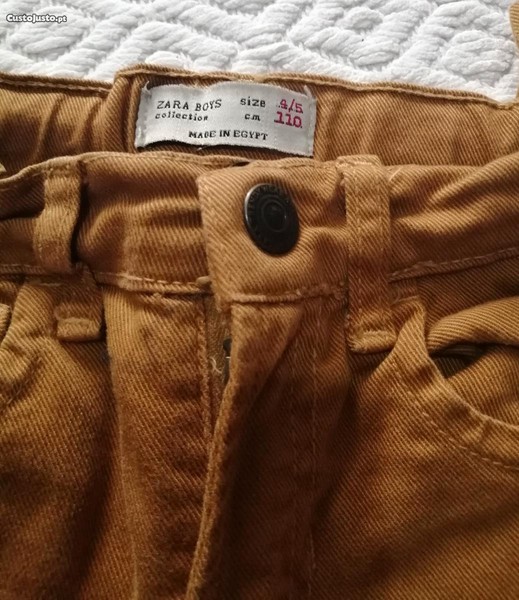 CustoJusto.pt
ZARA BOYS size 4/5
collection cm 110
MADE IN EGYPT